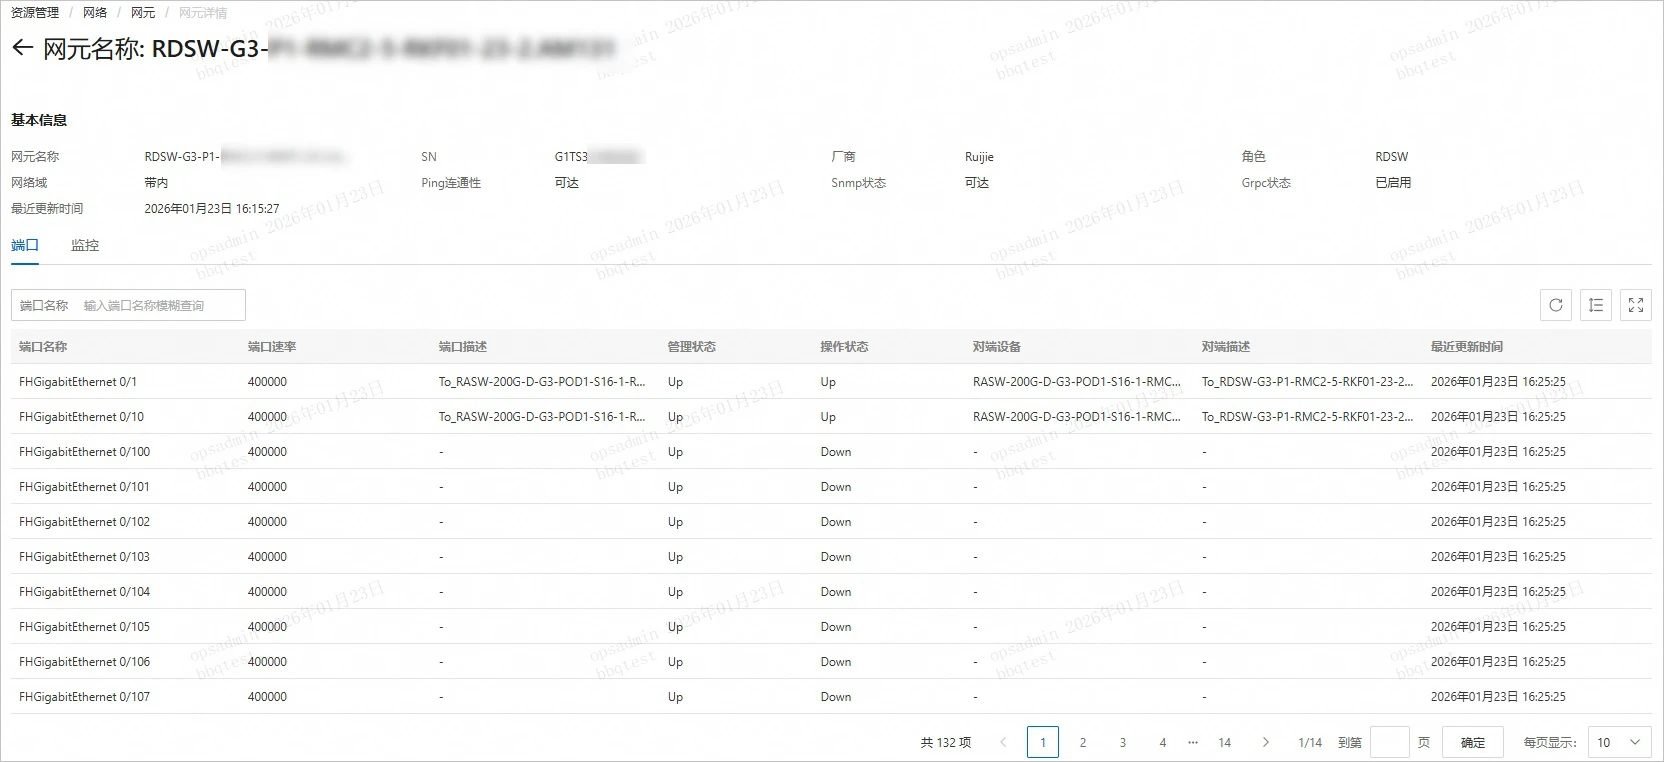 资源管理 / 网络 / 网元 / 网元详情
← 网元名称: RDSW-G3-P1-RMC2-5-RKF01-23-2.AM131
基本信息
网元名称 RDSW-G3-P1- SN G1TS3 厂商 Ruijie 角色 RDSW
网络域 带内 Ping连通性 可达 Snmp状态 可达 Grpc状态 已启用
最近更新时间 2026年01月23日 16:15:27
端口 监控
端口名称 输入端口名称模糊查询
端口名称 端口速率 端口描述 管理状态 操作状态 对端设备 对端描述 最近更新时间
FHGigabitEthernet 0/1 400000 To_RASW-200G-D-G3-POD1-S16-1-R... Up Up RASW-200G-D-G3-POD1-S16-1-RMC... To_RDSW-G3-P1-RMC2-5-RKF01-23-2... 2026年01月23日 16:25:25
FHGigabitEthernet 0/10 400000 To_RASW-200G-D-G3-POD1-S16-1-R... Up Up RASW-200G-D-G3-POD1-S16-1-RMC... To_RDSW-G3-P1-RMC2-5-RKF01-23-2... 2026年01月23日 16:25:25
FHGigabitEthernet 0/100 400000 - Up Down - - 2026年01月23日 16:25:25
FHGigabitEthernet 0/101 400000 - Up Down - - 2026年01月23日 16:25:25
FHGigabitEthernet 0/102 400000 - Up Down - - 2026年01月23日 16:25:25
FHGigabitEthernet 0/103 400000 - Up Down - - 2026年01月23日 16:25:25
FHGigabitEthernet 0/104 400000 - Up Down - - 2026年01月23日 16:25:25
FHGigabitEthernet 0/105 400000 - Up Down - - 2026年01月23日 16:25:25
FHGigabitEthernet 0/106 400000 - Up Down - - 2026年01月23日 16:25:25
FHGigabitEthernet 0/107 400000 - Up Down - - 2026年01月23日 16:25:25
共 132 项 1 2 3 4 ··· 14 1/14 到第 页 确定 每页显示: 10
opsadmin 2026年01月23日
bbqtest